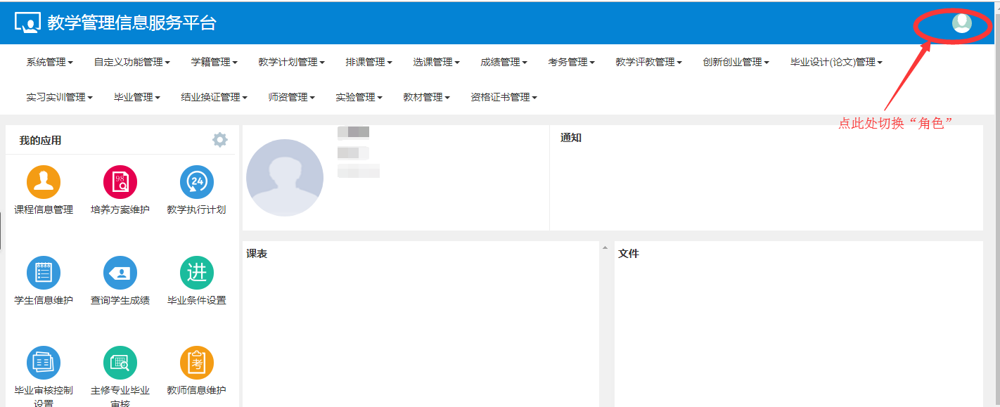 教学管理信息服务平台
系统管理 自定义功能管理 学籍管理 教学计划管理 排课管理 选课管理 成绩管理 考务管理 教学评教管理 创新创业管理 毕业设计(论文)管理
实习实训管理 毕业管理 结业换证管理 师资管理 实验管理 教材管理 资格证书管理
点此处切换“角色”
我的应用
通知
98
24
课程信息管理 培养方案维护 教学执行计划
课表
文件
进
学生信息维护 查询学生成绩 毕业条件设置
考
毕业审核控制 主修专业毕业 教师信息维护
设置 审核